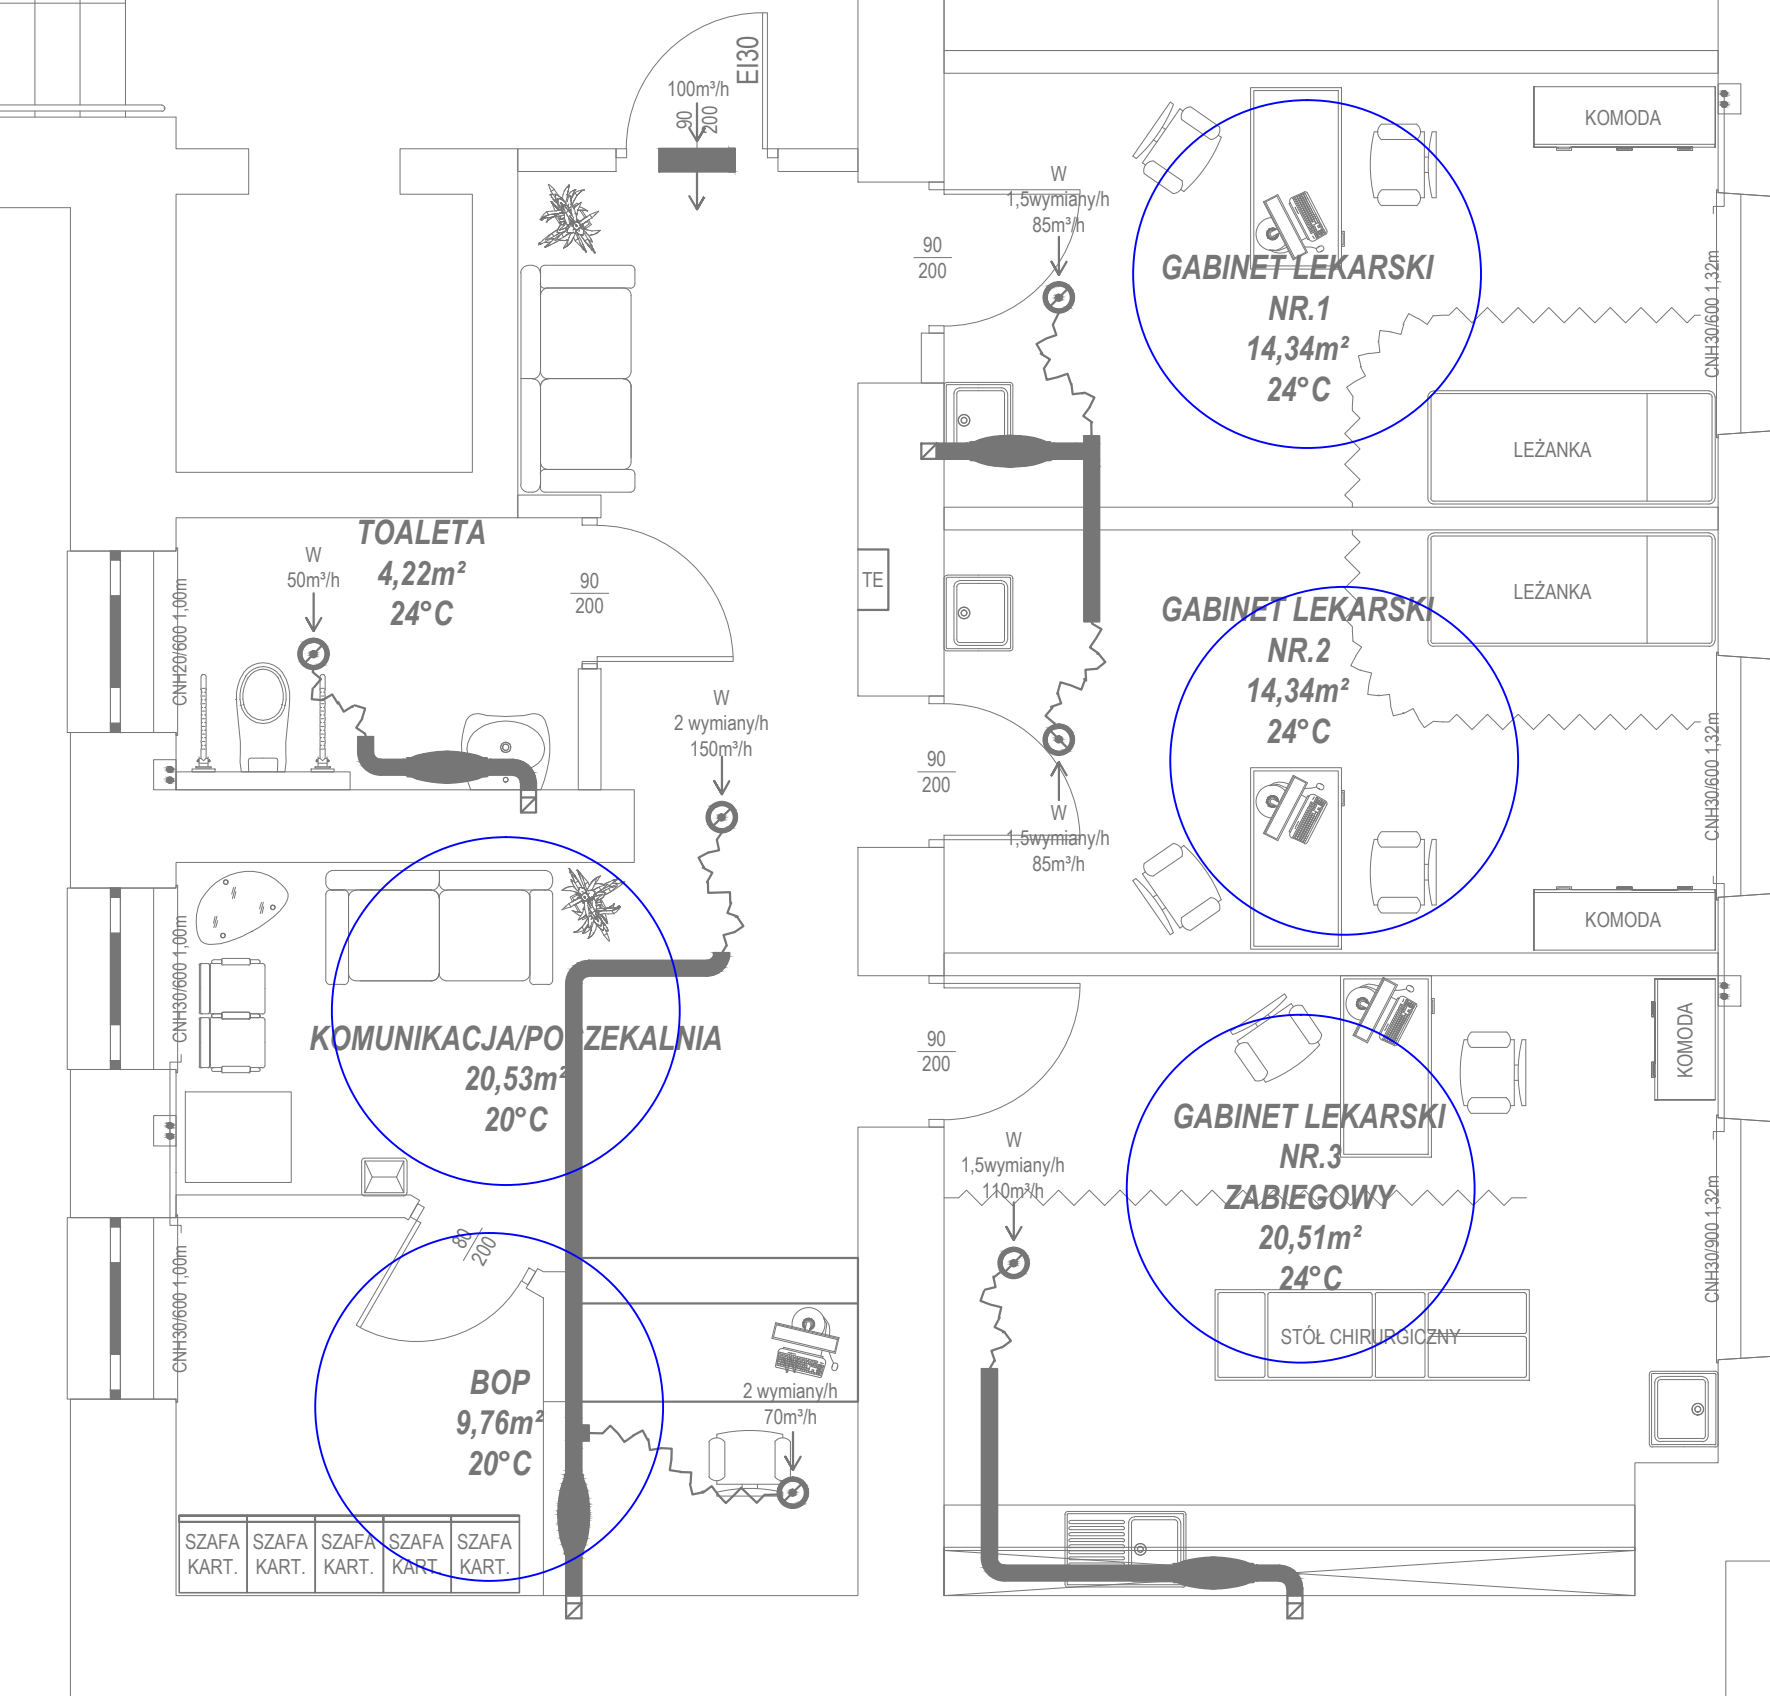 EI30
100m³/h
90
200
KOMODA
W
1,5wymiany/h
85m³/h
90
200
GABINET LEKARSKI
NR.1
14,34m²
24°C
CNH30/600 1,32m
LEŻANKA
TOALETA
4,22m²
24°C
W
50m³/h
90
200
CNH20/600 1,00m
TE
LEŻANKA
GABINET LEKARSKI
NR.2
14,34m²
24°C
W
2 wymiany/h
150m³/h
90
200
W
1,5wymiany/h
85m³/h
CNH30/600 1,32m
KOMODA
CNH30/600 1,00m
KOMUNIKACJA/POCZEKALNIA
20,53m²
20°C
90
200
KOMODA
GABINET LEKARSKI
NR.3
ZABIEGOWY
20,51m²
24°C
W
1,5wymiany/h
110m³/h
CNH30/900 1,32m
80
200
CNH30/600 1,00m
STÓŁ CHIRURGICZNY
BOP
9,76m²
20°C
W
2 wymiany/h
70m³/h
SZAFA
KART.
SZAFA
KART.
SZAFA
KART.
SZAFA
KART.
SZAFA
KART.